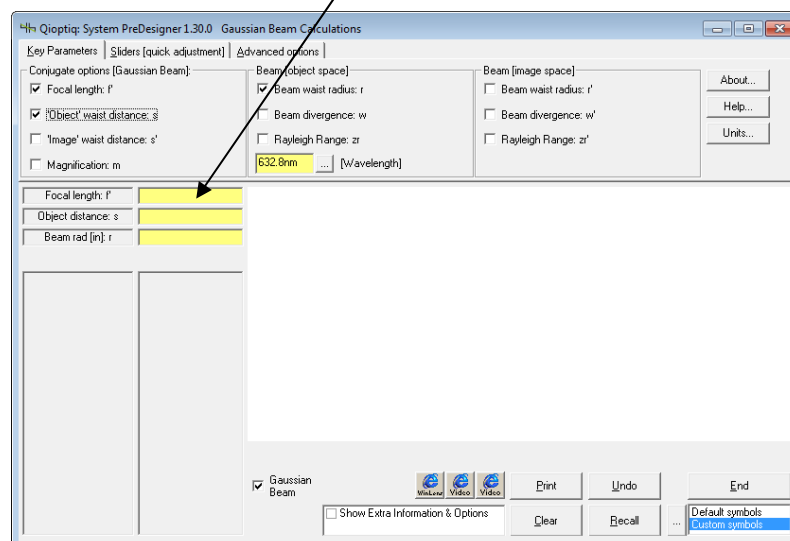 Qioptiq: System PreDesigner 1.30.0 Gaussian Beam Calculations
Key Parameters Sliders [quick adjustment] Advanced options
Conjugate options [Gaussian Beam]:
Focal length: f'
'Object' waist distance: s
'Image' waist distance: s'
Magnification: m
Beam [object space]
Beam waist radius: r
Beam divergence: w
Rayleigh Range: zr
632.8nm ... [Wavelength]
Beam [image space]
Beam waist radius: r'
Beam divergence: w'
Rayleigh Range: zr'
About...
Help...
Units...
Focal length: f'
Object distance: s
Beam rad [in]: r
Gaussian
Beam
WinLens Video Video
Print Undo End
Show Extra Information & Options
Clear Recall ...
Default symbols
Custom symbols